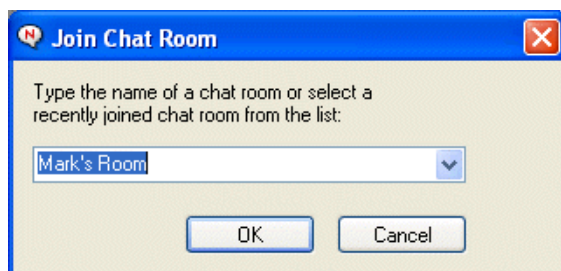 Join Chat Room
Type the name of a chat room or select a
recently joined chat room from the list:
Mark's Room
OK Cancel